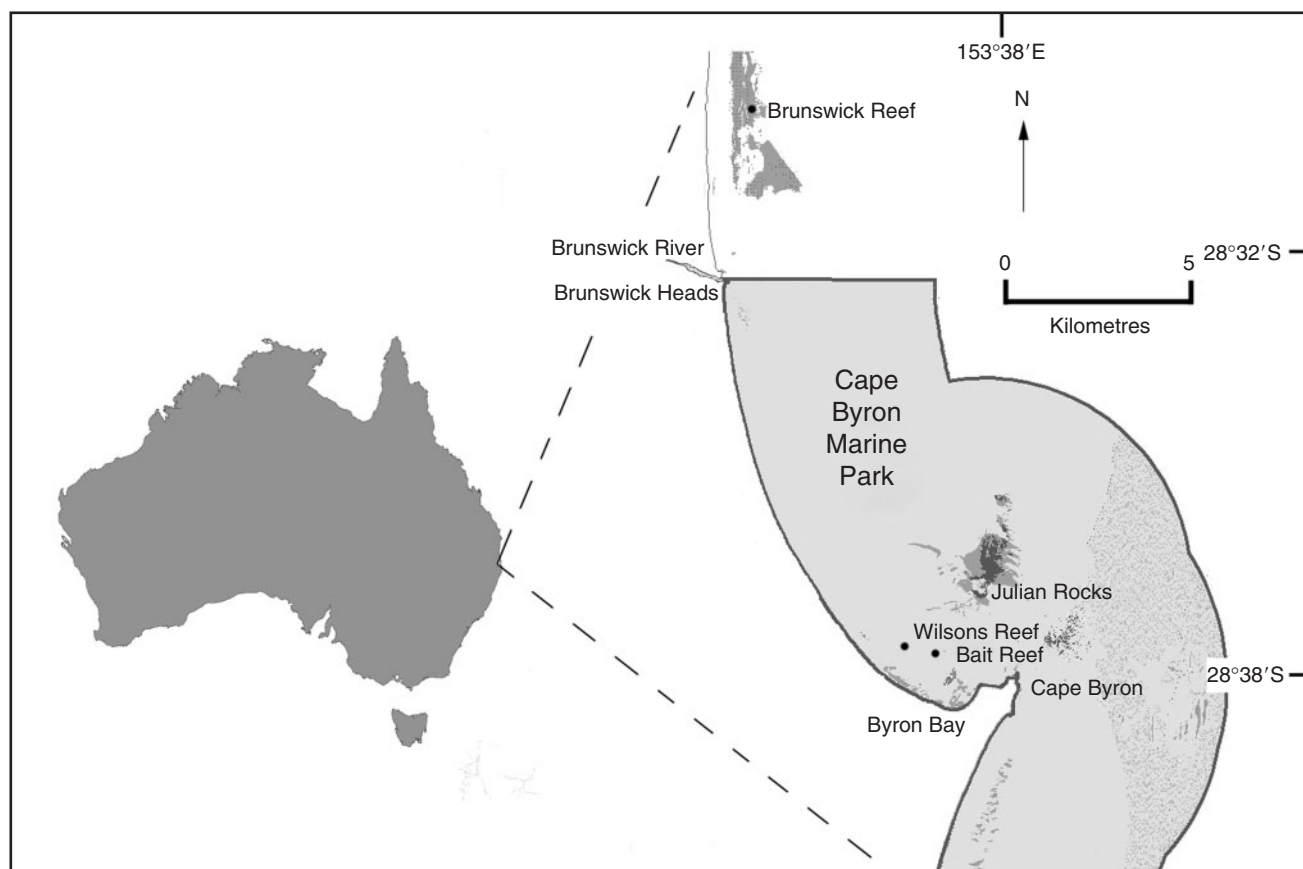 153°38′E
N
Brunswick Reef
Brunswick River
28°32′S
0 5
Brunswick Heads
Kilometres
Cape
Byron
Marine
Park
Julian Rocks
Wilsons Reef
Bait Reef
28°38′S
Cape Byron
Byron Bay